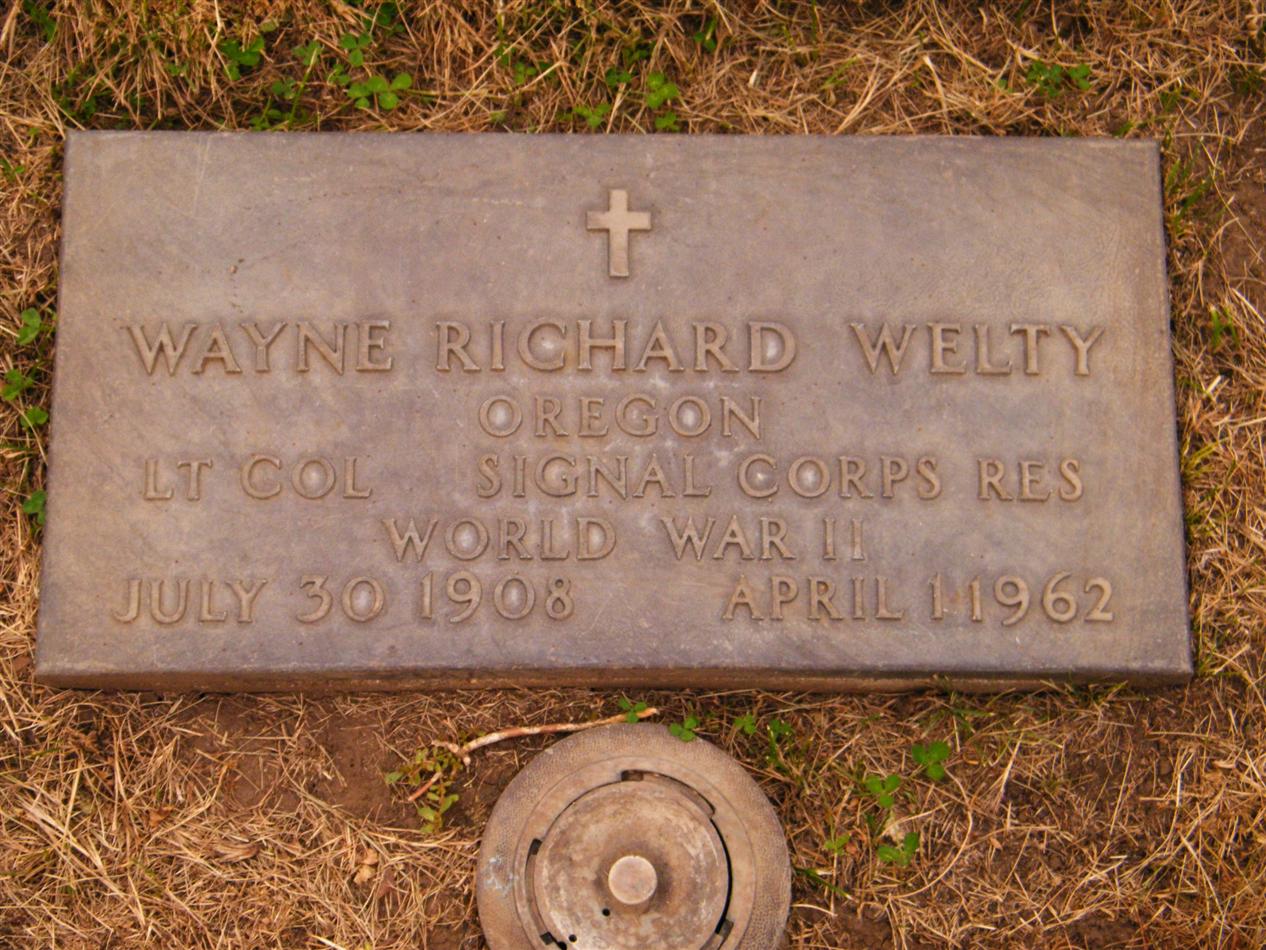 WAYNE RICHARD WELTY
OREGON
LT COL SIGNAL CORPS RES
WORLD WAR II
JULY 30 1908 APRIL 1 1962